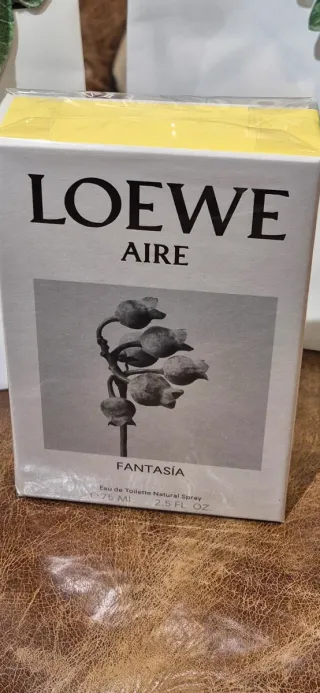 LOEWE
AIRE
FANTASÍA
Eau de Toilette Natural Spray
℮ 75 Ml 2.5 FL. OZ